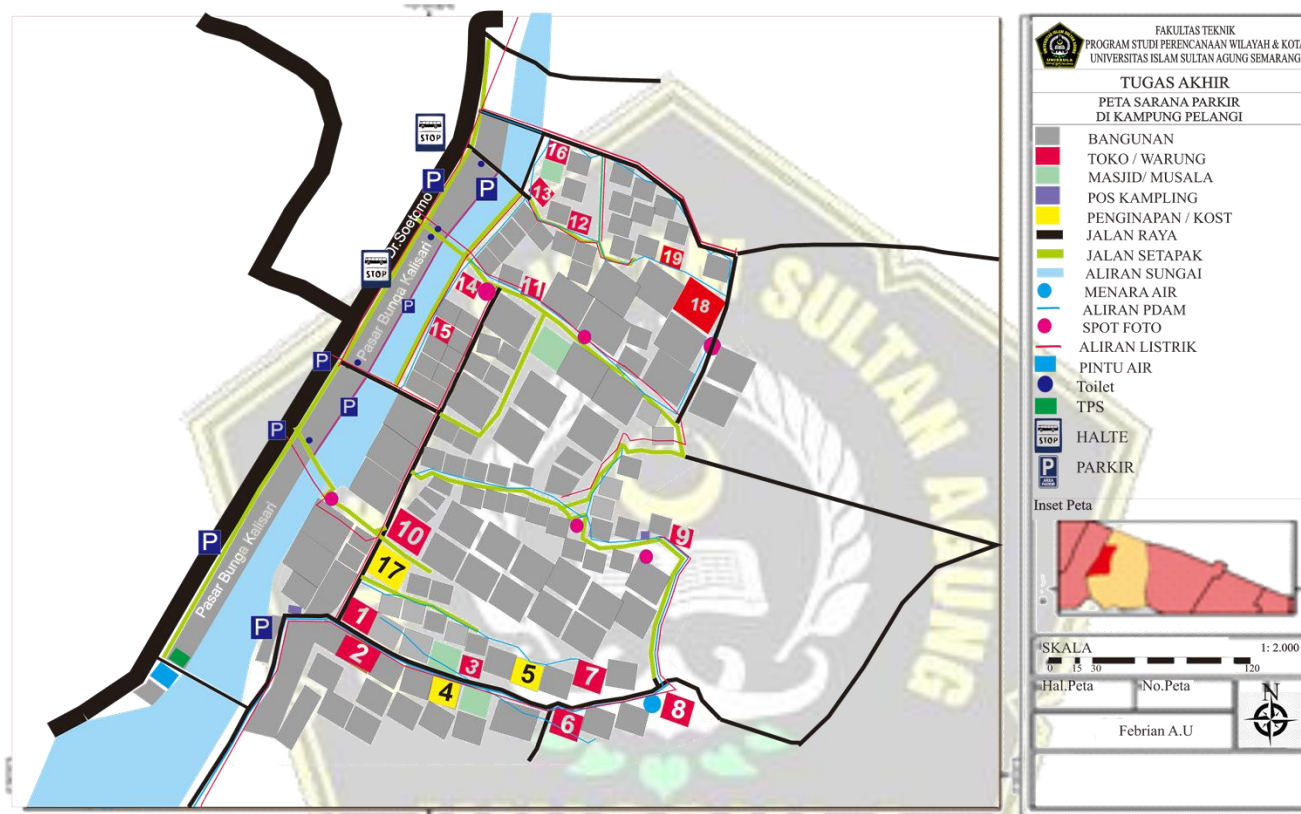 FAKULTAS TEKNIK
PROGRAM STUDI PERENCANAAN WILAYAH & KOTA
UNIVERSITAS ISLAM SULTAN AGUNG SEMARANG
TUGAS AKHIR
PETA SARANA PARKIR
DI KAMPUNG PELANGI
BANGUNAN
TOKO / WARUNG
MASJID/ MUSALA
POS KAMPLING
PENGINAPAN / KOST
JALAN RAYA
JALAN SETAPAK
ALIRAN SUNGAI
MENARA AIR
ALIRAN PDAM
SPOT FOTO
ALIRAN LISTRIK
PINTU AIR
Toilet
TPS
STOP
HALTE
P
PARKIR
Inset Peta
SKALA
1: 2.000
0 15 30 120
Hal.Peta
No.Peta
Febrian A.U
N
STOP
P
P
Dr.Soetomo
STOP
Pasar Bunga Kalisari
P
P
P
P
P
Pasar Bunga Kalisari
P
16
13
12
19
18
14
11
15
10
9
17
1
2
3
5
7
4
6
8
SULTAN AGUNG